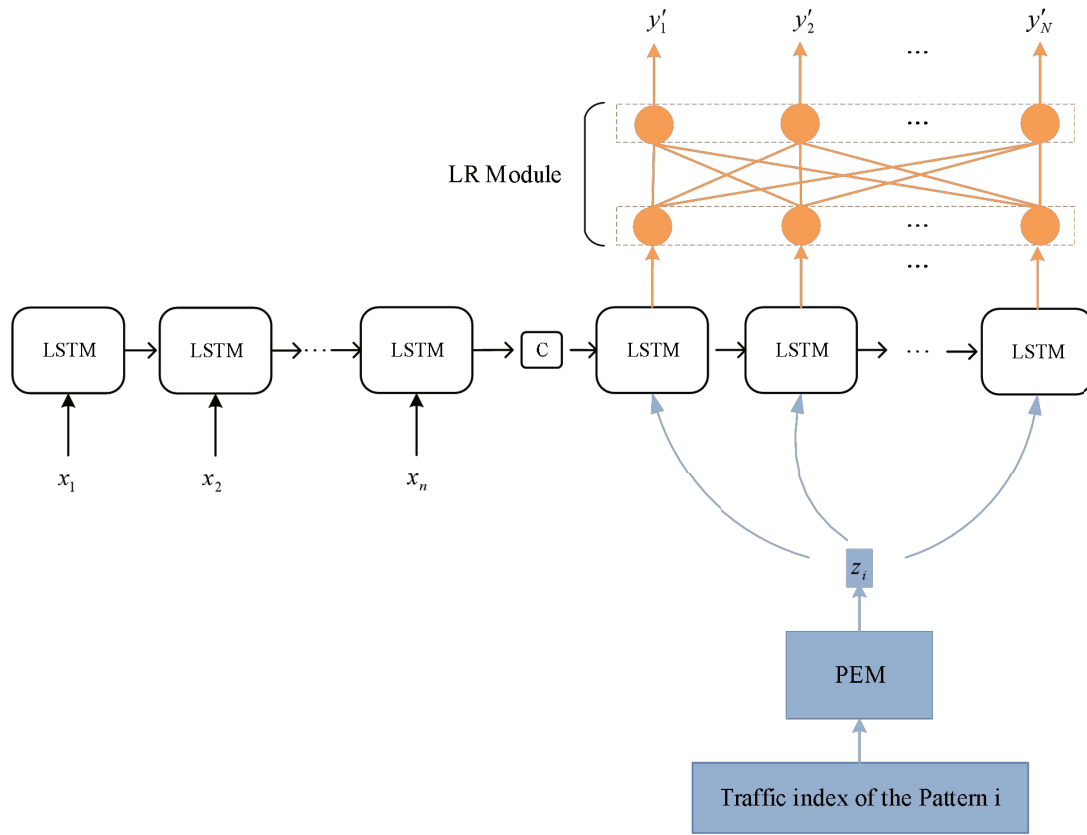 y′₁ y′₂ ... y′_N
...
LR Module
...
...
LSTM LSTM ... LSTM C LSTM LSTM ... LSTM
x₁ x₂ xₙ
zᵢ
PEM
Traffic index of the Pattern i